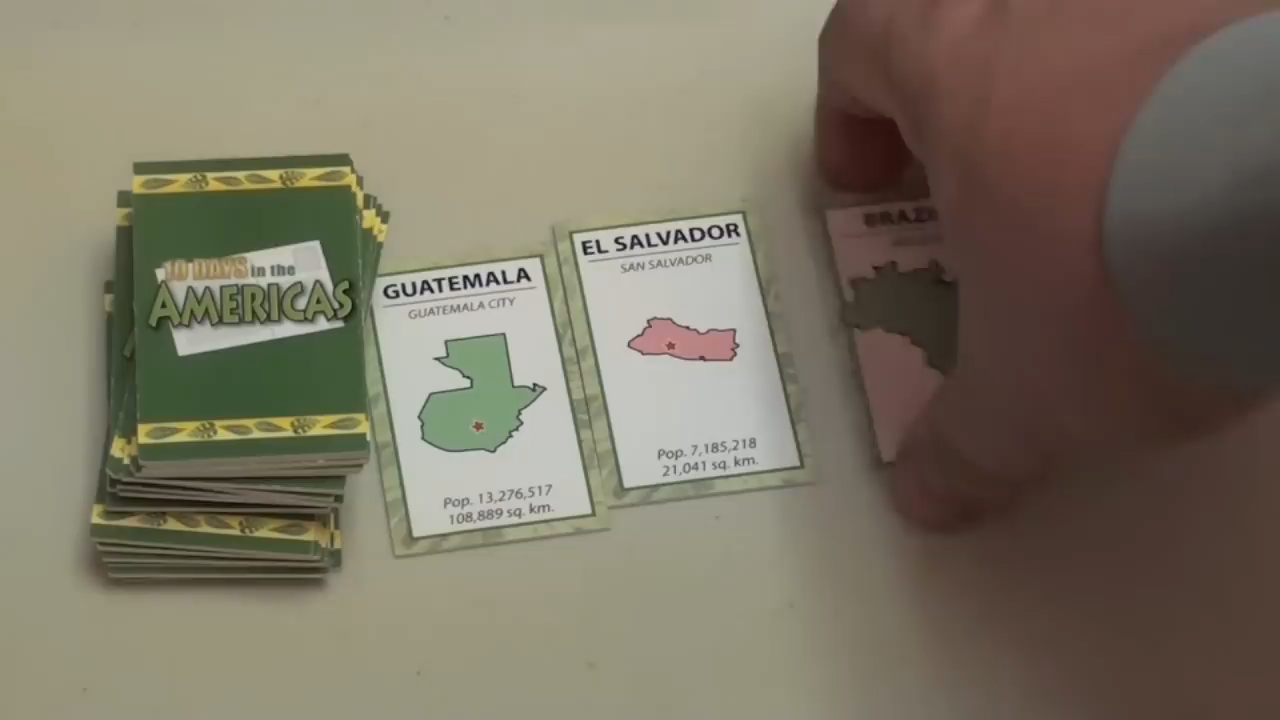 10 DAYS in the
AMERICAS
GUATEMALA
GUATEMALA CITY
Pop. 13,276,517
108,889 sq. km.
EL SALVADOR
SAN SALVADOR
Pop. 7,185,218
21,041 sq. km.
BRAZ